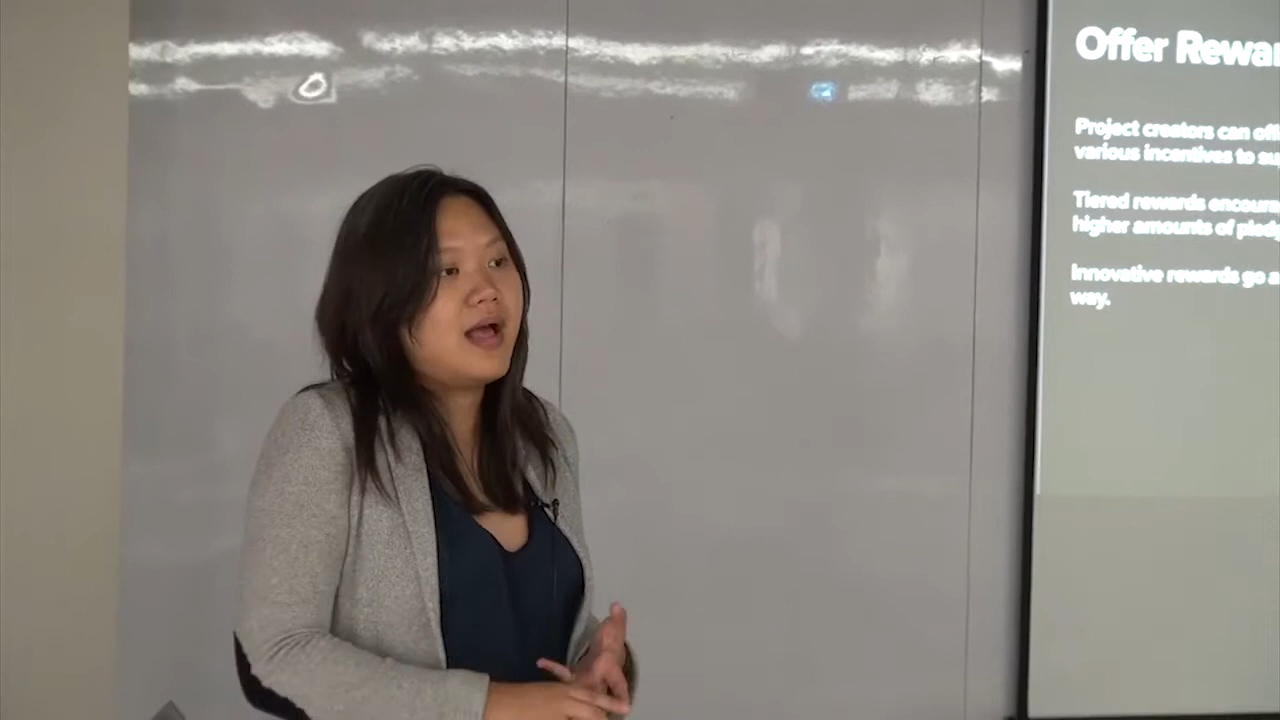 Offer Rewar
Project creators can off
various incentives to su
Tiered rewards encour
higher amounts of pled
Innovative rewards go a
way.